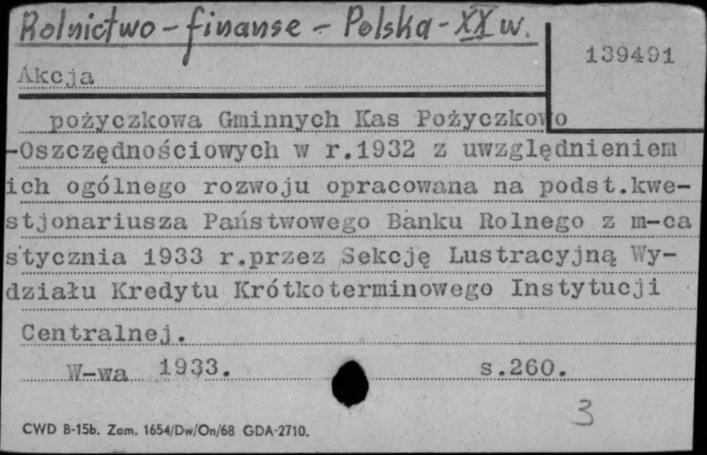 Rolnictwo - finanse - Polska - XX w.
139491
Akcja
pożyczkowa Gminnych Kas Pożyczkowo
-Oszczędnościowych w r.1932 z uwzględnieniem
ich ogólnego rozwoju opracowana na podst.kwe-
stjonariusza Państwowego Banku Rolnego z m-ca
stycznia 1933 r.przez Sekcję Lustracyjną Wy-
działu Kredytu Krótkoterminowego Instytucji
Centralnej.
W-wa 1933. s.260.
3
CWD B-15b. Zam. 1654/Dw/On/68 GDA-2710.